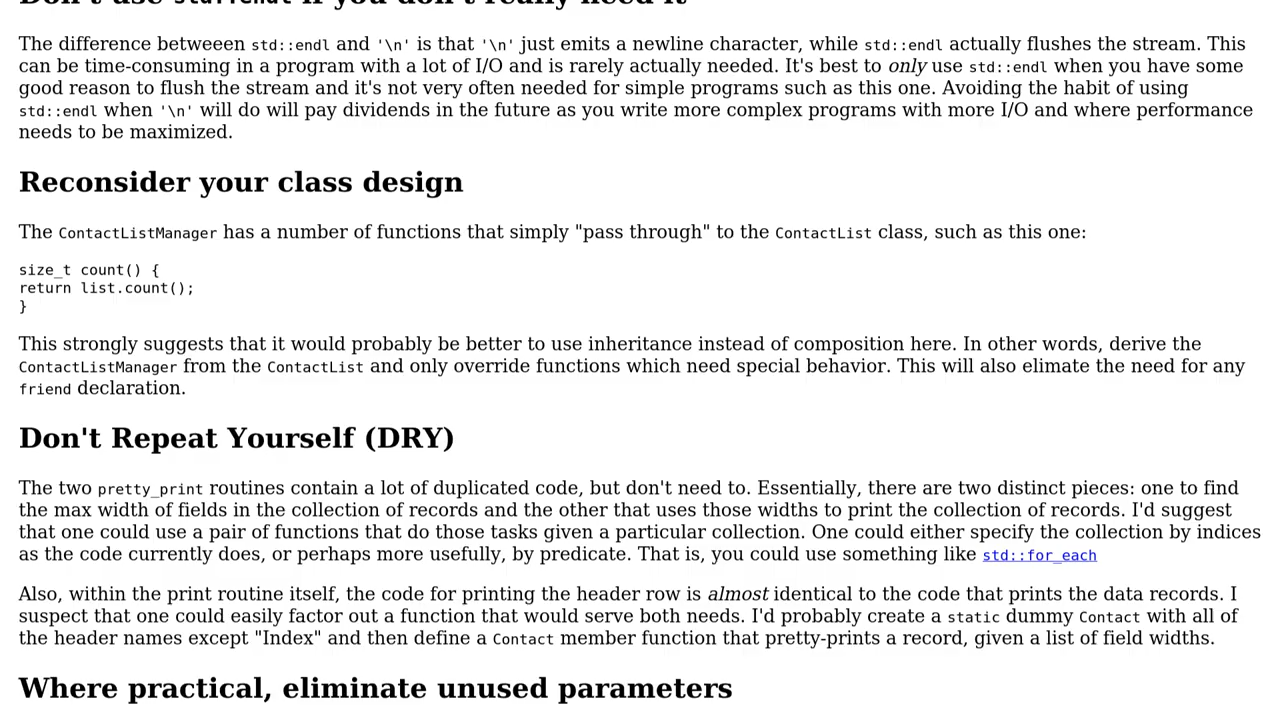 The difference betweeen std::endl and '\n' is that '\n' just emits a newline character, while std::endl actually flushes the stream. This
can be time-consuming in a program with a lot of I/O and is rarely actually needed. It's best to only use std::endl when you have some
good reason to flush the stream and it's not very often needed for simple programs such as this one. Avoiding the habit of using
std::endl when '\n' will do will pay dividends in the future as you write more complex programs with more I/O and where performance
needs to be maximized.
Reconsider your class design
The ContactListManager has a number of functions that simply "pass through" to the ContactList class, such as this one:
size_t count() {
return list.count();
}
This strongly suggests that it would probably be better to use inheritance instead of composition here. In other words, derive the
ContactListManager from the ContactList and only override functions which need special behavior. This will also elimate the need for any
friend declaration.
Don't Repeat Yourself (DRY)
The two pretty_print routines contain a lot of duplicated code, but don't need to. Essentially, there are two distinct pieces: one to find
the max width of fields in the collection of records and the other that uses those widths to print the collection of records. I'd suggest
that one could use a pair of functions that do those tasks given a particular collection. One could either specify the collection by indices
as the code currently does, or perhaps more usefully, by predicate. That is, you could use something like std::for_each
Also, within the print routine itself, the code for printing the header row is almost identical to the code that prints the data records. I
suspect that one could easily factor out a function that would serve both needs. I'd probably create a static dummy Contact with all of
the header names except "Index" and then define a Contact member function that pretty-prints a record, given a list of field widths.
Where practical, eliminate unused parameters